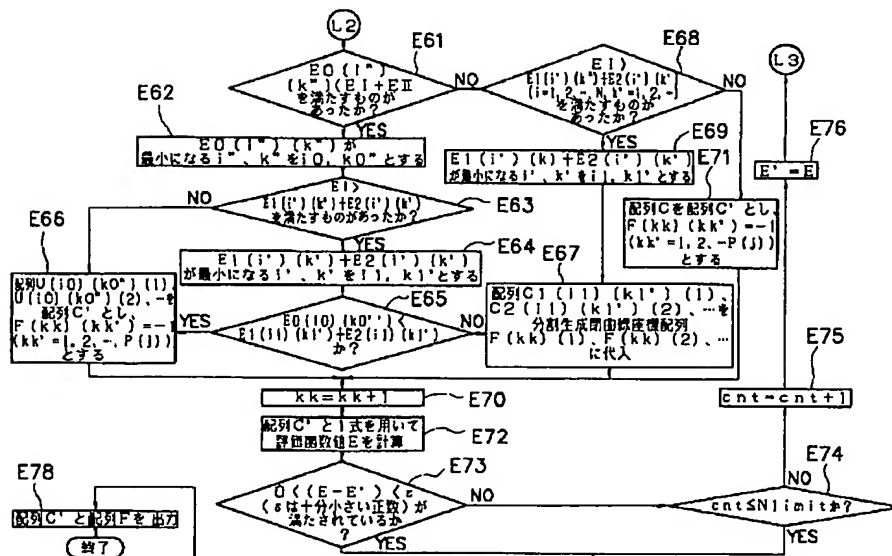 L2
E61
E0(i")
(k")<EI+EII
を満たすものが
あったか?
NO
YES
E68
EI>
E1(i')(k")+E2(i')(k')
(i=1,2,‥,N,k'=1,2,‥)
を満たすものが
あったか?
NO
YES
L3
E62
E0(i")(k")が
最小になるi"、k"をi0,k0"とする
E69
E1(i')(k)+E2(i')(k')
が最小になるi'、k'をi1,k1'とする
E71
配列Cを配列C'とし、
F(kk)(kk')=-1
(kk'=1,2,‥P(j))
とする
E76
E'=E
E63
EI>
E1(i')(k')+E2(i')(k')
を満たすものがあったか?
NO
YES
E64
E1(i')(k')+E2(i')(k')
が最小になるi'、k'をi1,k1'とする
E66
配列U(i0)(k0")(1)、
U(i0)(k0")(2)、‥を
配列C'とし、
F(kk)(kk')=-1
(kk'=1,2,‥,P(j))
とする
E65
E0(i0)(k0'')<
E1(i1)(k1')+E2(i1)(k1')
か?
YES
NO
E67
配列C1(i1)(k1')(1)、
C2(i1)(k1')(2)、‥を
分割生成閉曲線座標配列
F(kk)(1)、F(kk)(2)、‥
に代入
E70
kk=kk+1
E75
cnt=cnt+1
E72
配列C'と1式を用いて
評価函数値Eを計算
E73
0<(E-E')<ε
(εは十分小さい正数)が
満たされているか
?
NO
YES
E74
cnt≤Nlimitか?
NO
YES
E78
配列C'と配列Fを出力
終了